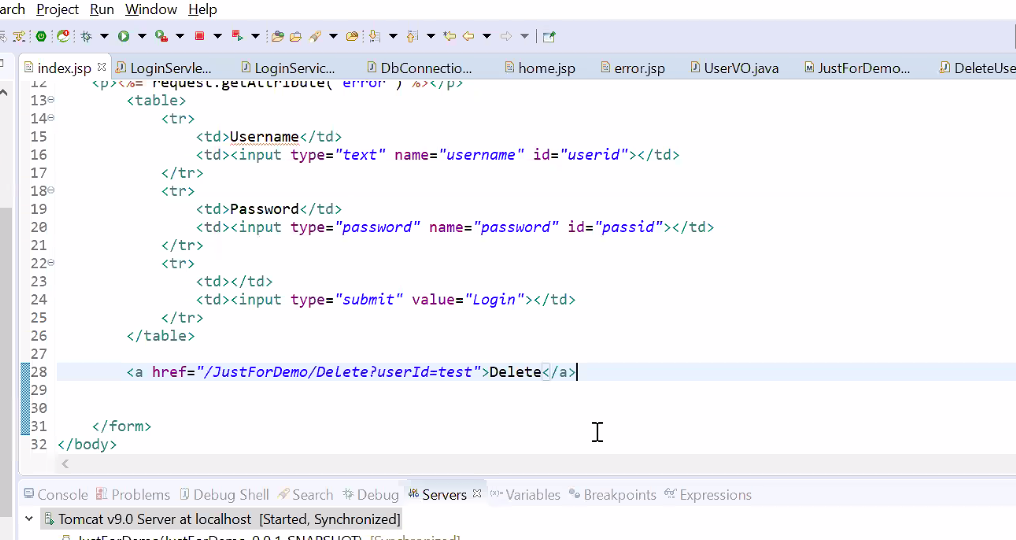 arch Project Run Window Help
index.jsp LoginServle... LoginServic... DbConnectio... home.jsp error.jsp UserVO.java JustForDemo... DeleteUse
12 <p><%= request.getAttribute("error") %></p>
13 <table>
14 <tr>
15 <td>Username</td>
16 <td><input type="text" name="username" id="userid"></td>
17 </tr>
18 <tr>
19 <td>Password</td>
20 <td><input type="password" name="password" id="passid"></td>
21 </tr>
22 <tr>
23 <td></td>
24 <td><input type="submit" value="Login"></td>
25 </tr>
26 </table>
27
28 <a href="/JustForDemo/Delete?userId=test">Delete</a>
29
30
31 </form>
32 </body>
Console Problems Debug Shell Search Debug Servers Variables Breakpoints Expressions
Tomcat v9.0 Server at localhost [Started, Synchronized]
JustForDemo(JustForDemo-0.0.1-SNAPSHOT) [Synchronized]